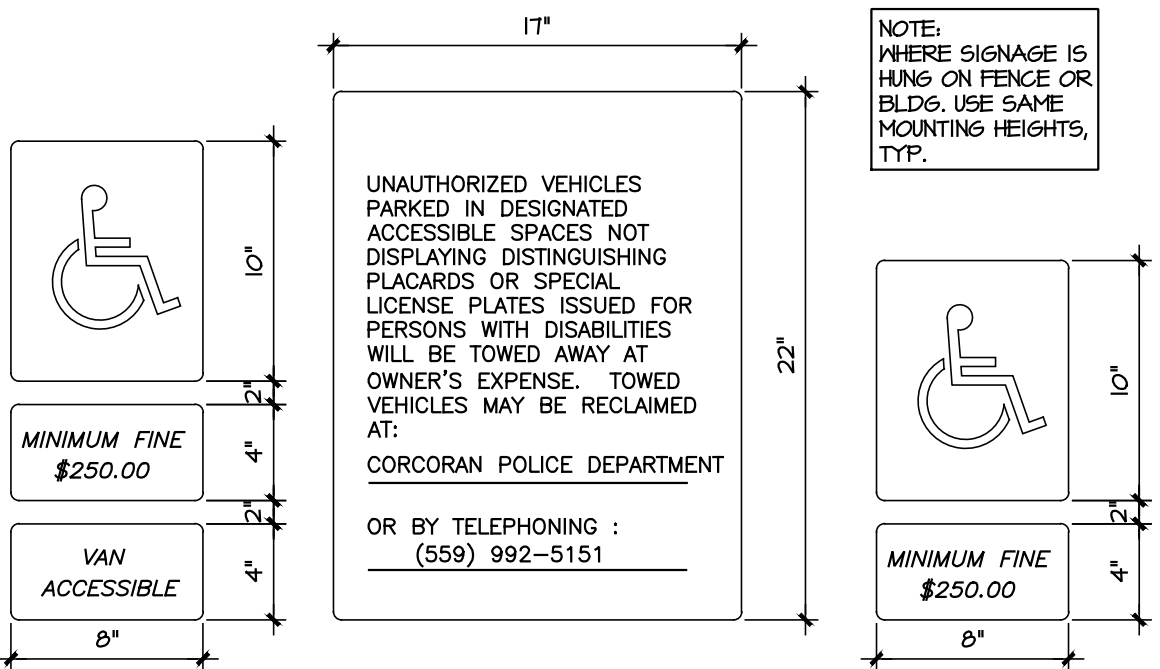 17"
NOTE:
WHERE SIGNAGE IS
HUNG ON FENCE OR
BLDG. USE SAME
MOUNTING HEIGHTS,
TYP.
10"
2"
MINIMUM FINE
$250.00
4"
2"
VAN
ACCESSIBLE
4"
8"
UNAUTHORIZED VEHICLES
PARKED IN DESIGNATED
ACCESSIBLE SPACES NOT
DISPLAYING DISTINGUISHING
PLACARDS OR SPECIAL
LICENSE PLATES ISSUED FOR
PERSONS WITH DISABILITIES
WILL BE TOWED AWAY AT
OWNER'S EXPENSE. TOWED
VEHICLES MAY BE RECLAIMED
AT:
CORCORAN POLICE DEPARTMENT
OR BY TELEPHONING :
(559) 992-5151
22"
10"
2"
MINIMUM FINE
$250.00
4"
8"